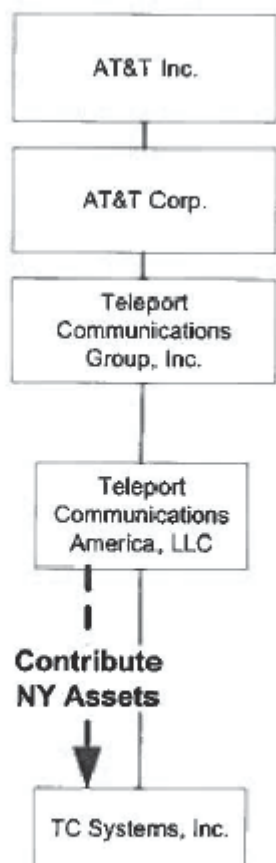 AT&T Inc.
AT&T Corp.
Teleport
Communications
Group, Inc.
Teleport
Communications
America, LLC
Contribute
NY Assets
TC Systems, Inc.